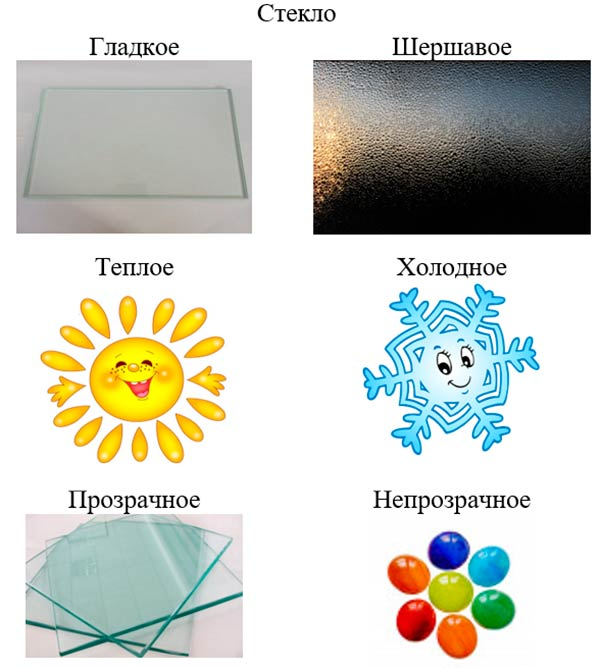 Стекло
Гладкое Шершавое
Теплое Холодное
Прозрачное Непрозрачное